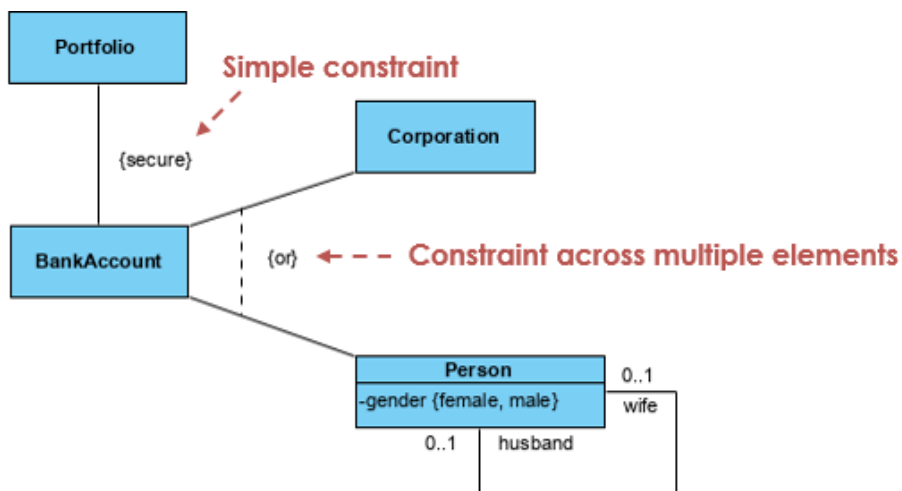 Portfolio
Simple constraint
Corporation
{secure}
BankAccount
{or}
Constraint across multiple elements
Person
-gender {female, male}
0..1
wife
0..1
husband